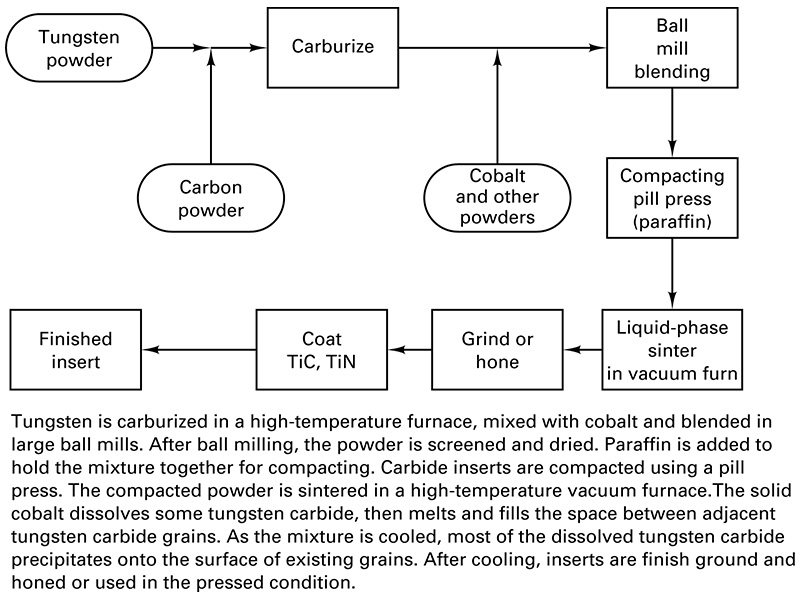 Tungsten
powder
Carburize
Ball
mill
blending
Carbon
powder
Cobalt
and other
powders
Compacting
pill press
(paraffin)
Finished
insert
Coat
TiC, TiN
Grind or
hone
Liquid-phase
sinter
in vacuum furn
Tungsten is carburized in a high-temperature furnace, mixed with cobalt and blended in
large ball mills. After ball milling, the powder is screened and dried. Paraffin is added to
hold the mixture together for compacting. Carbide inserts are compacted using a pill
press. The compacted powder is sintered in a high-temperature vacuum furnace.The solid
cobalt dissolves some tungsten carbide, then melts and fills the space between adjacent
tungsten carbide grains. As the mixture is cooled, most of the dissolved tungsten carbide
precipitates onto the surface of existing grains. After cooling, inserts are finish ground and
honed or used in the pressed condition.